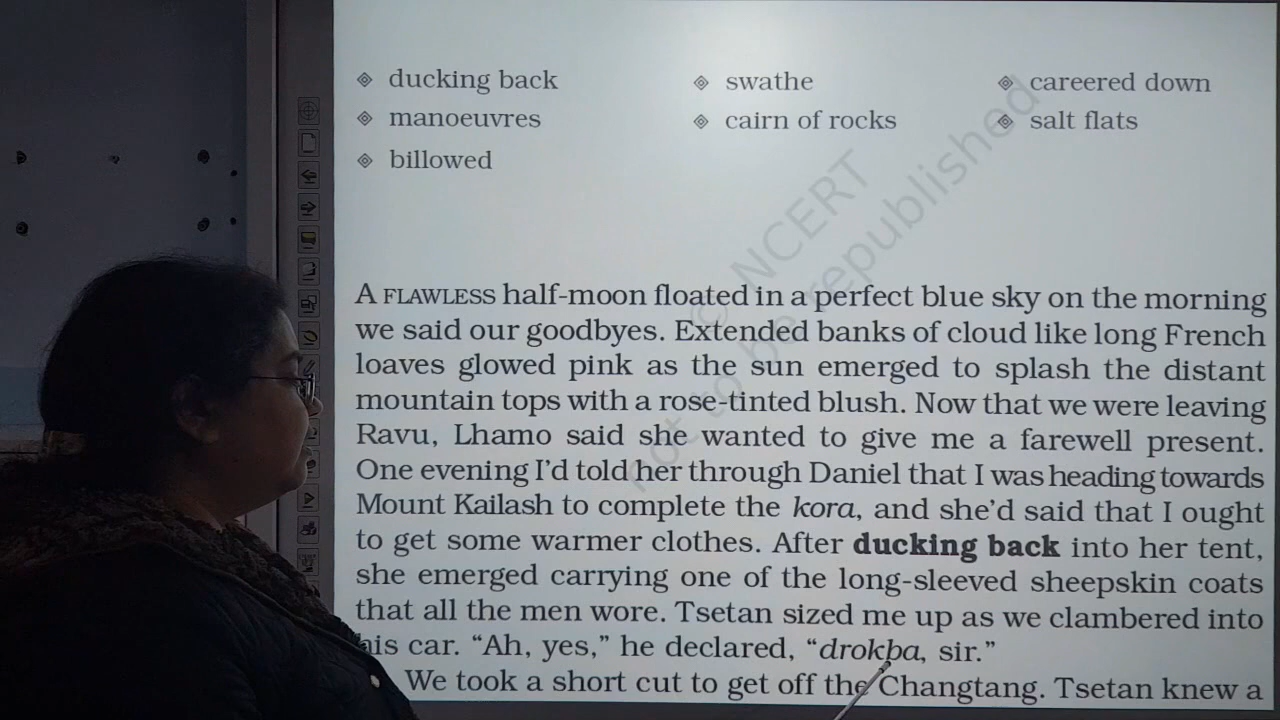 ducking back swathe careered down
manoeuvres cairn of rocks salt flats
billowed
© NCERT
not to be republished
A FLAWLESS half-moon floated in a perfect blue sky on the morning
we said our goodbyes. Extended banks of cloud like long French
loaves glowed pink as the sun emerged to splash the distant
mountain tops with a rose-tinted blush. Now that we were leaving
Ravu, Lhamo said she wanted to give me a farewell present.
One evening I’d told her through Daniel that I was heading towards
Mount Kailash to complete the kora, and she’d said that I ought
to get some warmer clothes. After ducking back into her tent,
she emerged carrying one of the long-sleeved sheepskin coats
that all the men wore. Tsetan sized me up as we clambered into
his car. “Ah, yes,” he declared, “drokba, sir.”
We took a short cut to get off the Changtang. Tsetan knew a